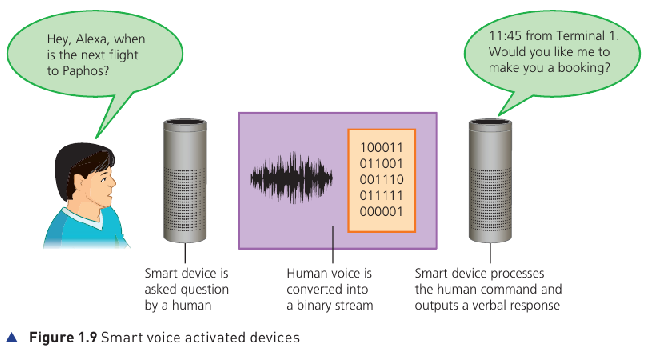 Hey, Alexa, when
is the next flight
to Paphos?
11:45 from Terminal 1.
Would you like me to
make you a booking?
100011
011001
001110
011111
000001
Smart device is
asked question
by a human
Human voice is
converted into
a binary stream
Smart device processes
the human command and
outputs a verbal response
▲ Figure 1.9 Smart voice activated devices